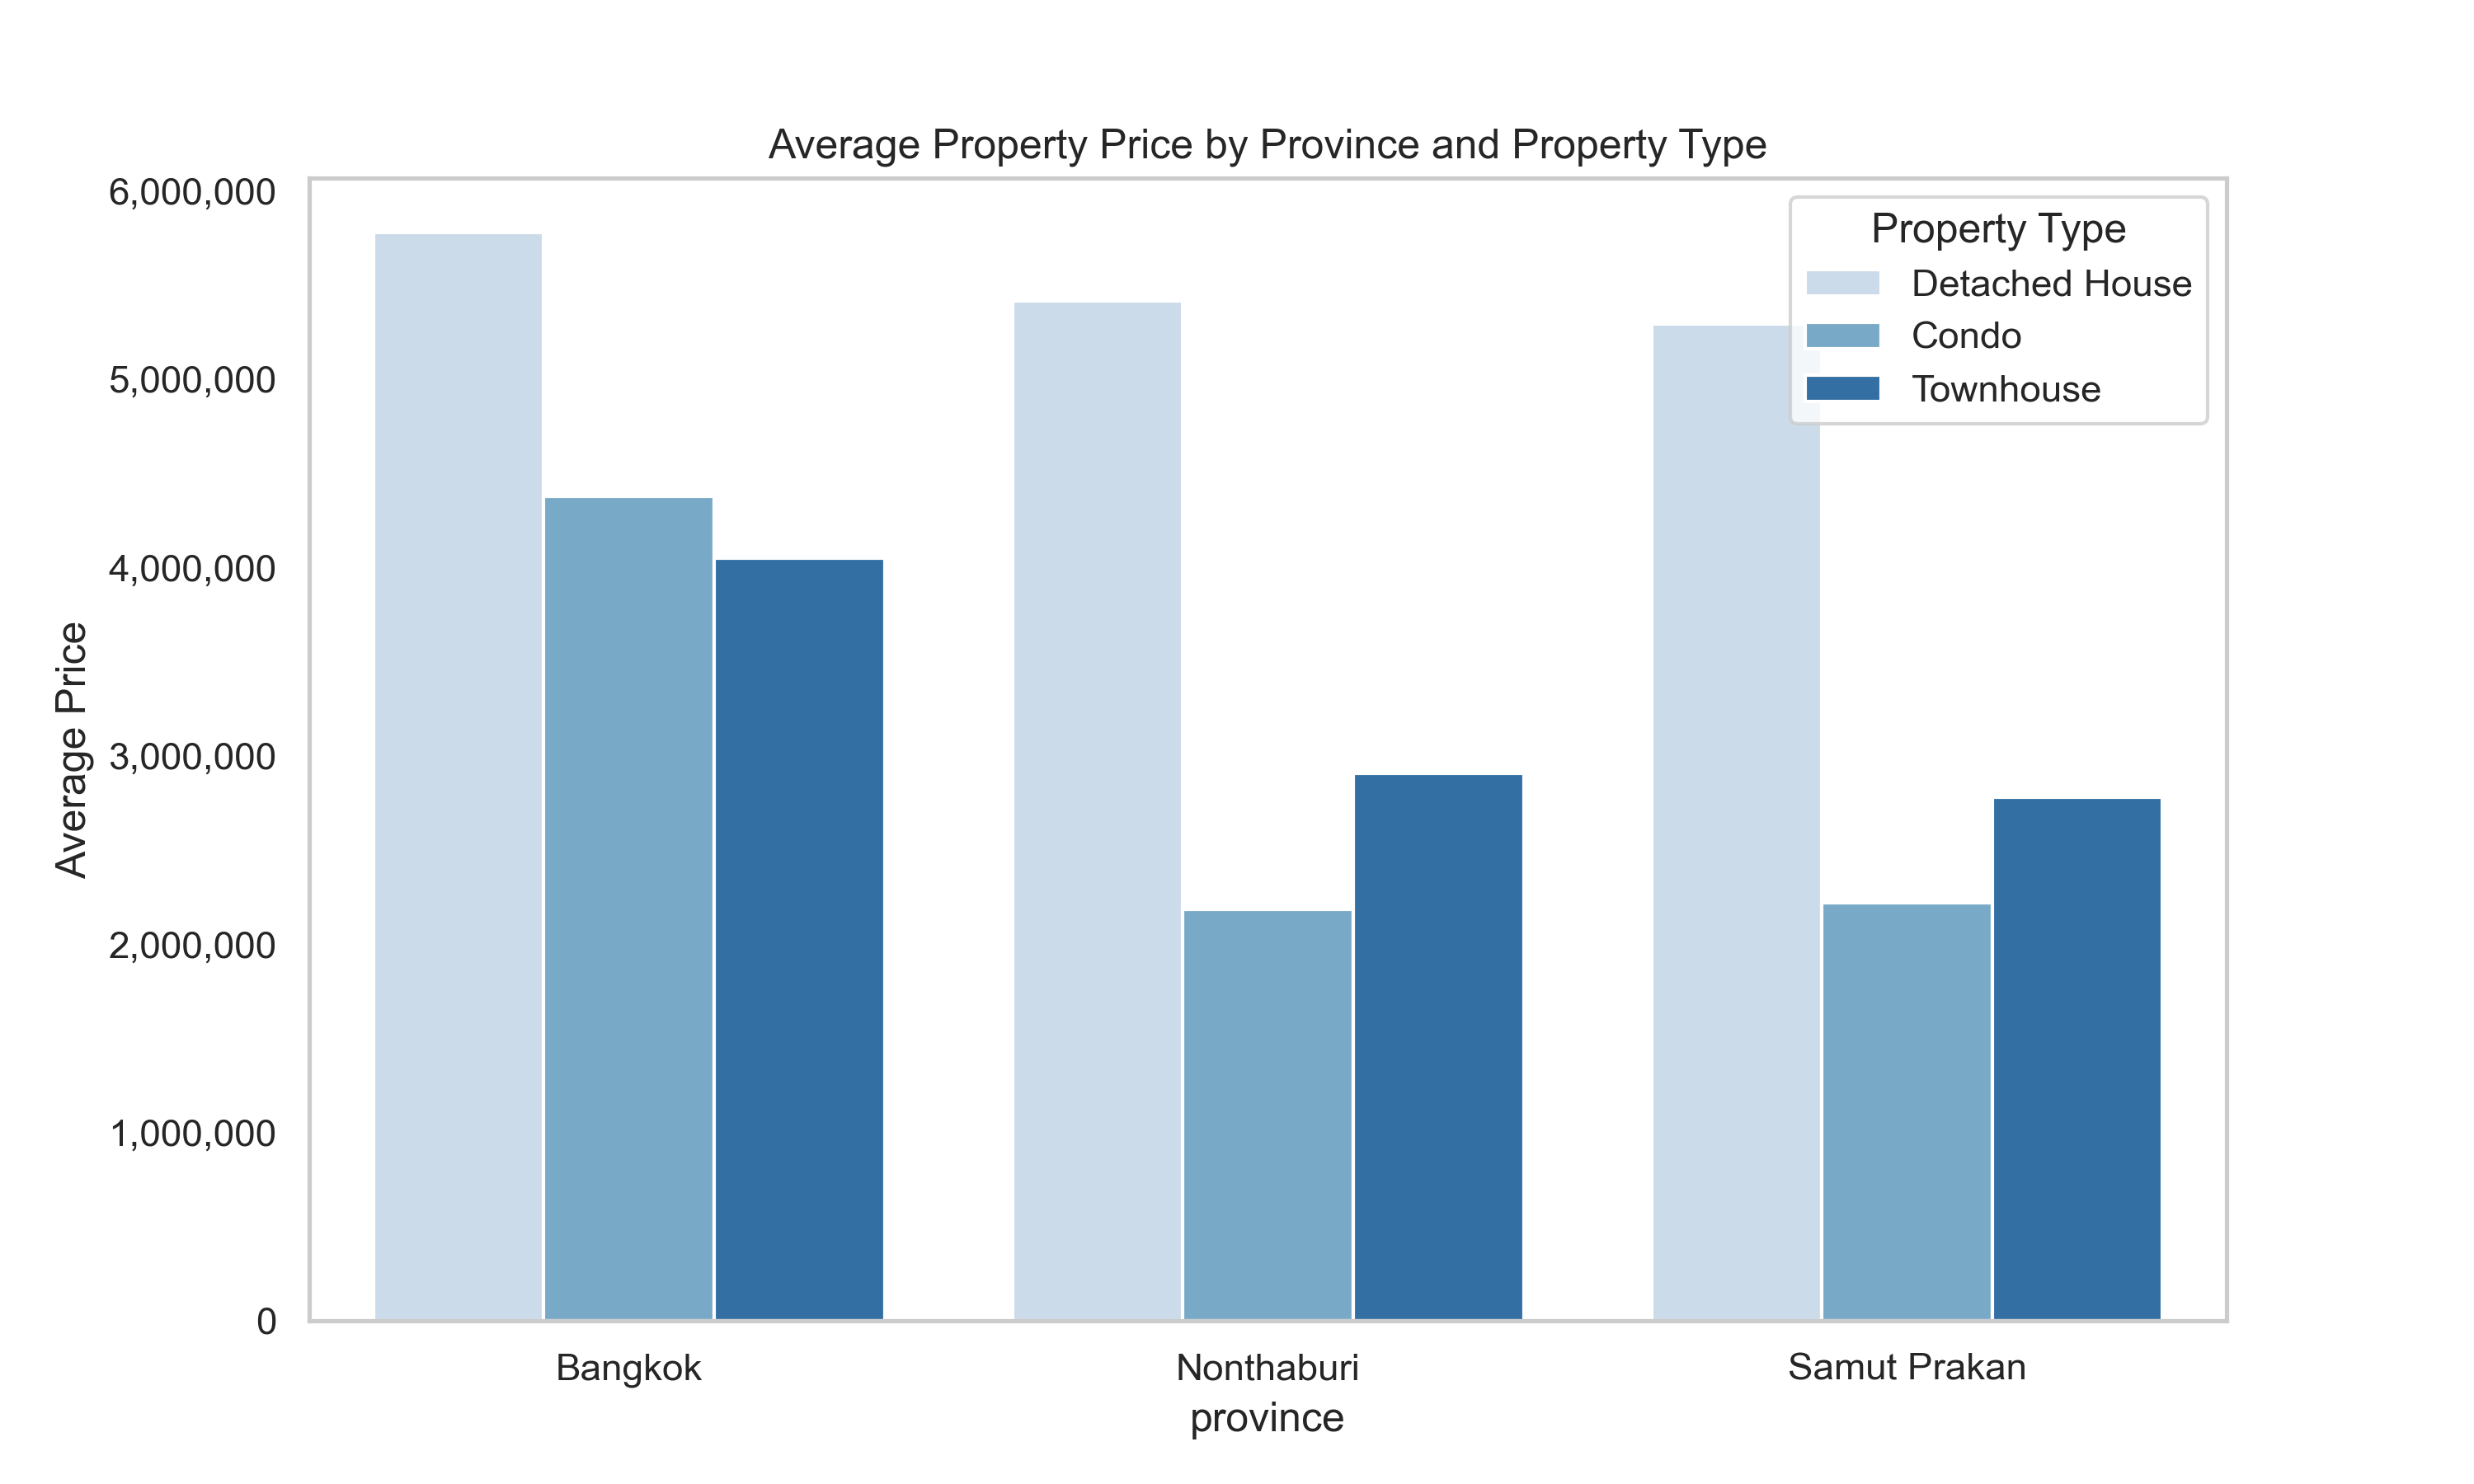 Average Property Price by Province and Property Type
6,000,000
5,000,000
4,000,000
3,000,000
2,000,000
1,000,000
0
Average Price
Property Type
Detached House
Condo
Townhouse
Bangkok
Nonthaburi
Samut Prakan
province